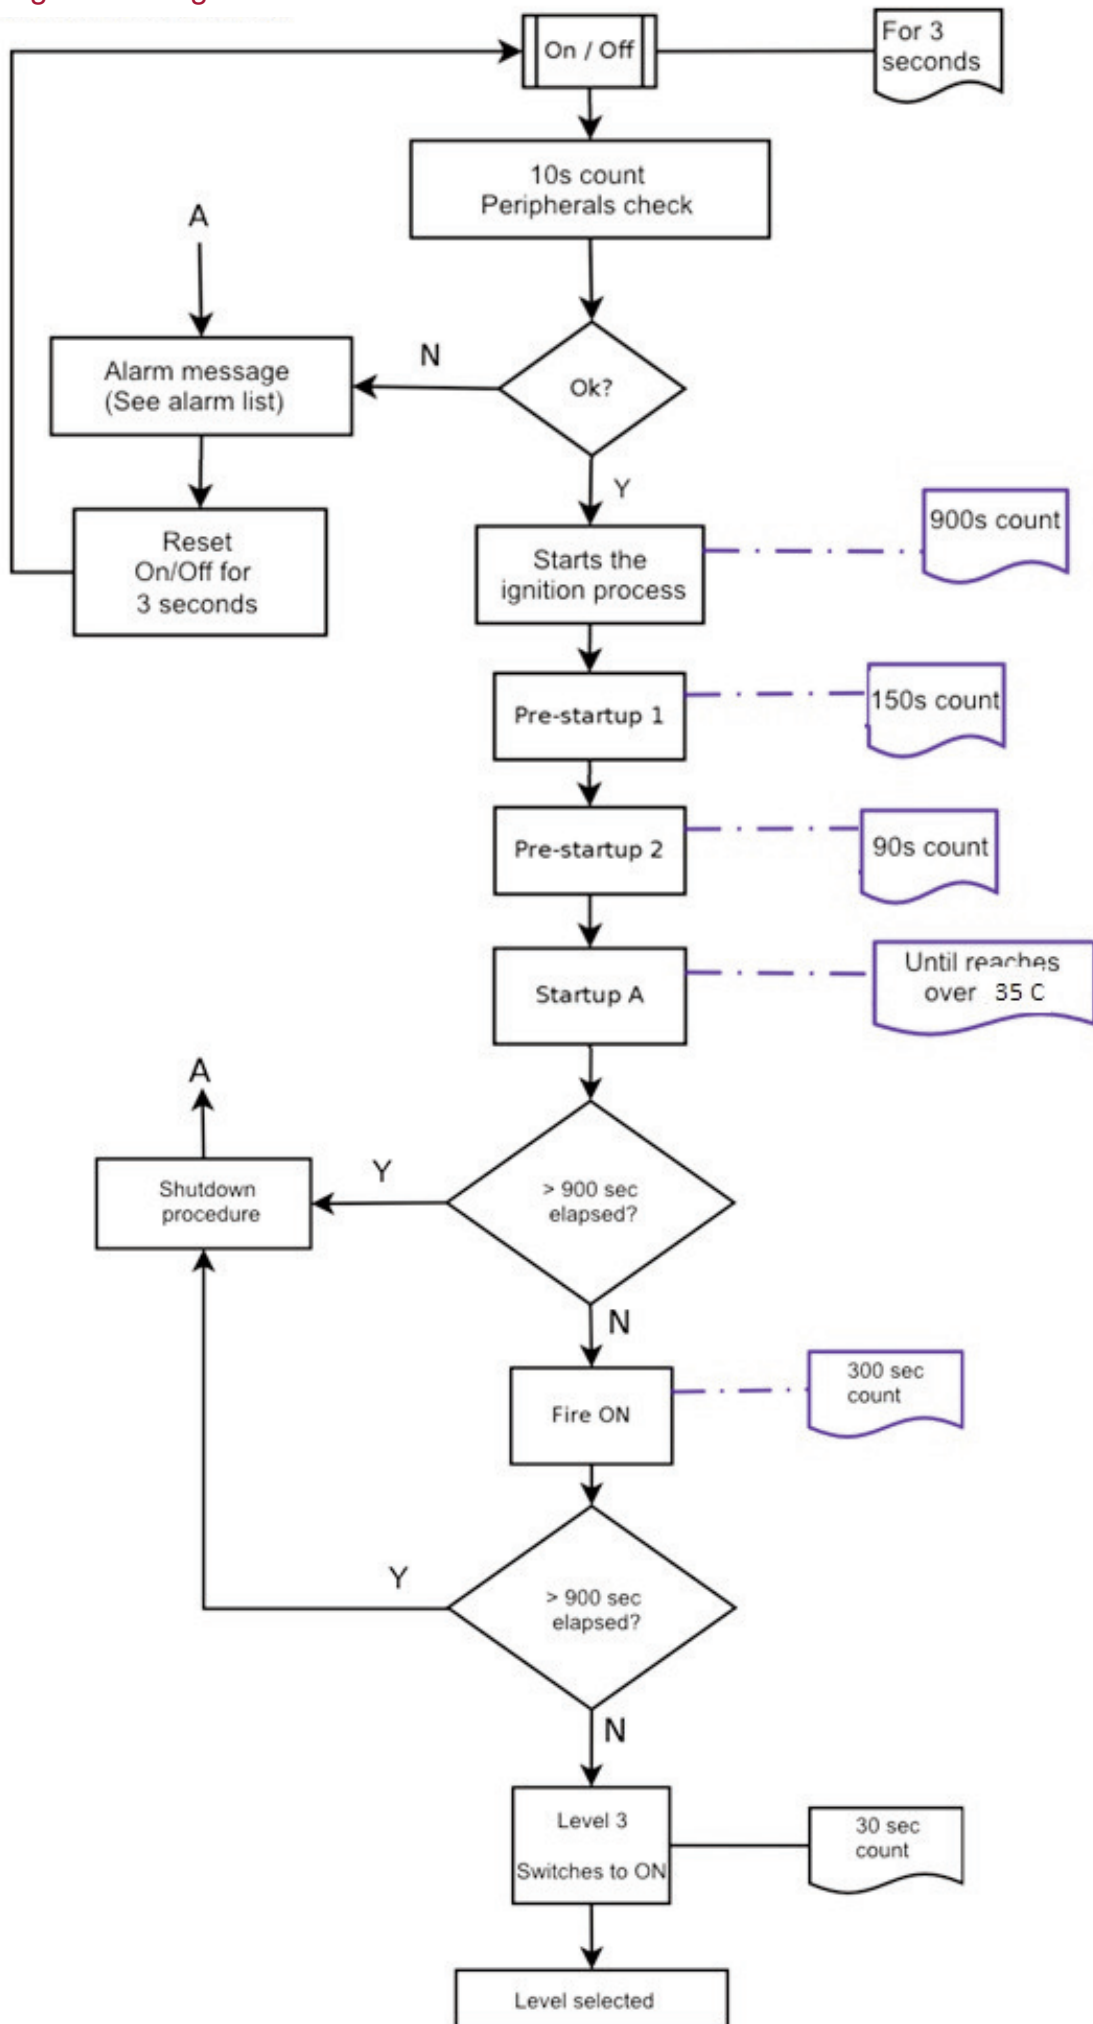 On / Off
For 3
seconds
10s count
Peripherals check
A
Alarm message
(See alarm list)
N
Ok?
Y
Reset
On/Off for
3 seconds
Starts the
ignition process
900s count
Pre-startup 1
150s count
Pre-startup 2
90s count
Startup A
Until reaches
over 35 C
A
Shutdown
procedure
Y
> 900 sec
elapsed?
N
Fire ON
300 sec
count
Y
> 900 sec
elapsed?
N
Level 3
Switches to ON
30 sec
count
Level selected